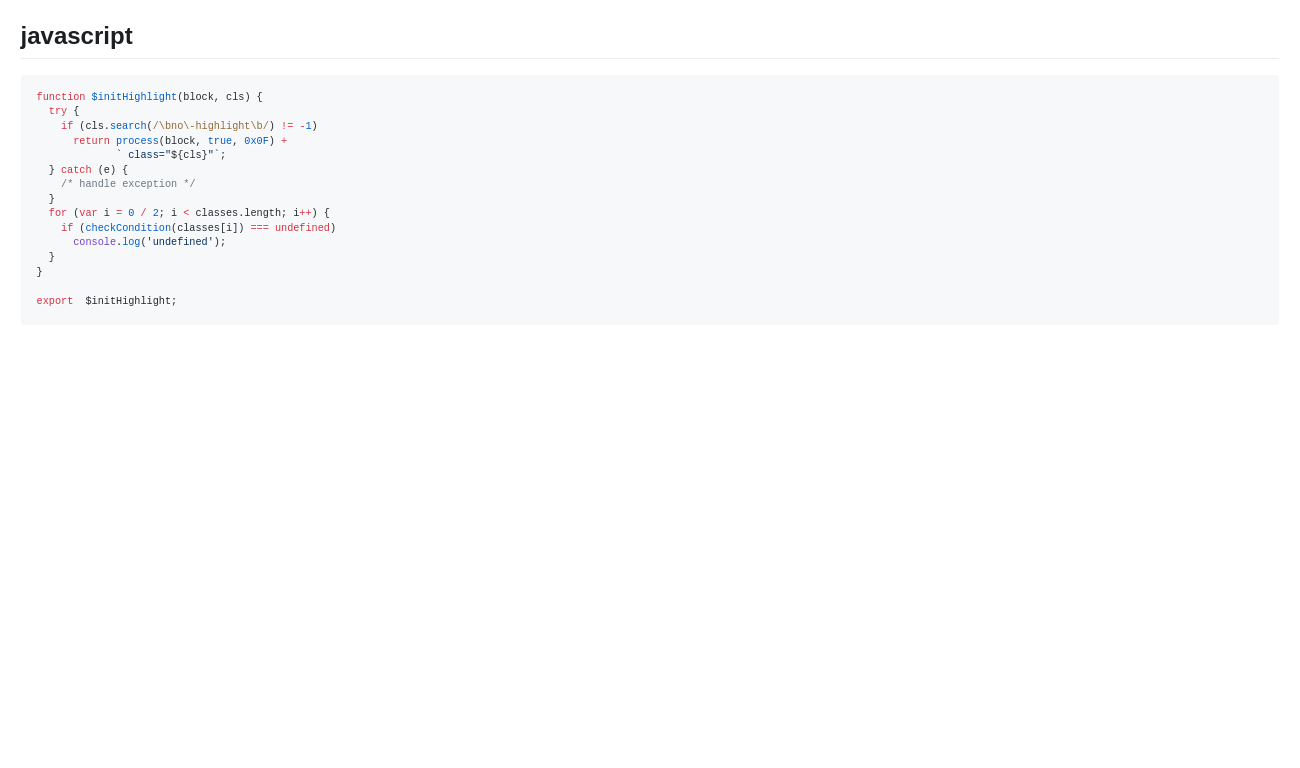 javascript
function $initHighlight(block, cls) {
  try {
    if (cls.search(/\bno\-highlight\b/) != -1)
      return process(block, true, 0x0F) +
             ` class="${cls}"`;
  } catch (e) {
    /* handle exception */
  }
  for (var i = 0 / 2; i < classes.length; i++) {
    if (checkCondition(classes[i]) === undefined)
      console.log('undefined');
  }
}

export  $initHighlight;